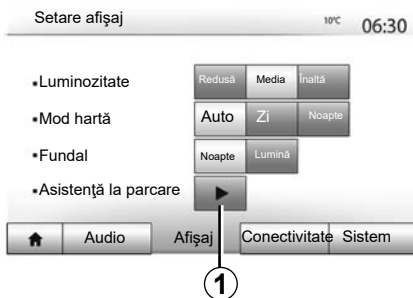 Setare afişaj 10°C 06:30
▪Luminozitate Redusă Media Înaltă
▪Mod hartă Auto Zi Noapte
▪Fundal Noapte Lumină
▪Asistenţă la parcare
Audio Afişaj Conectivitate Sistem
1